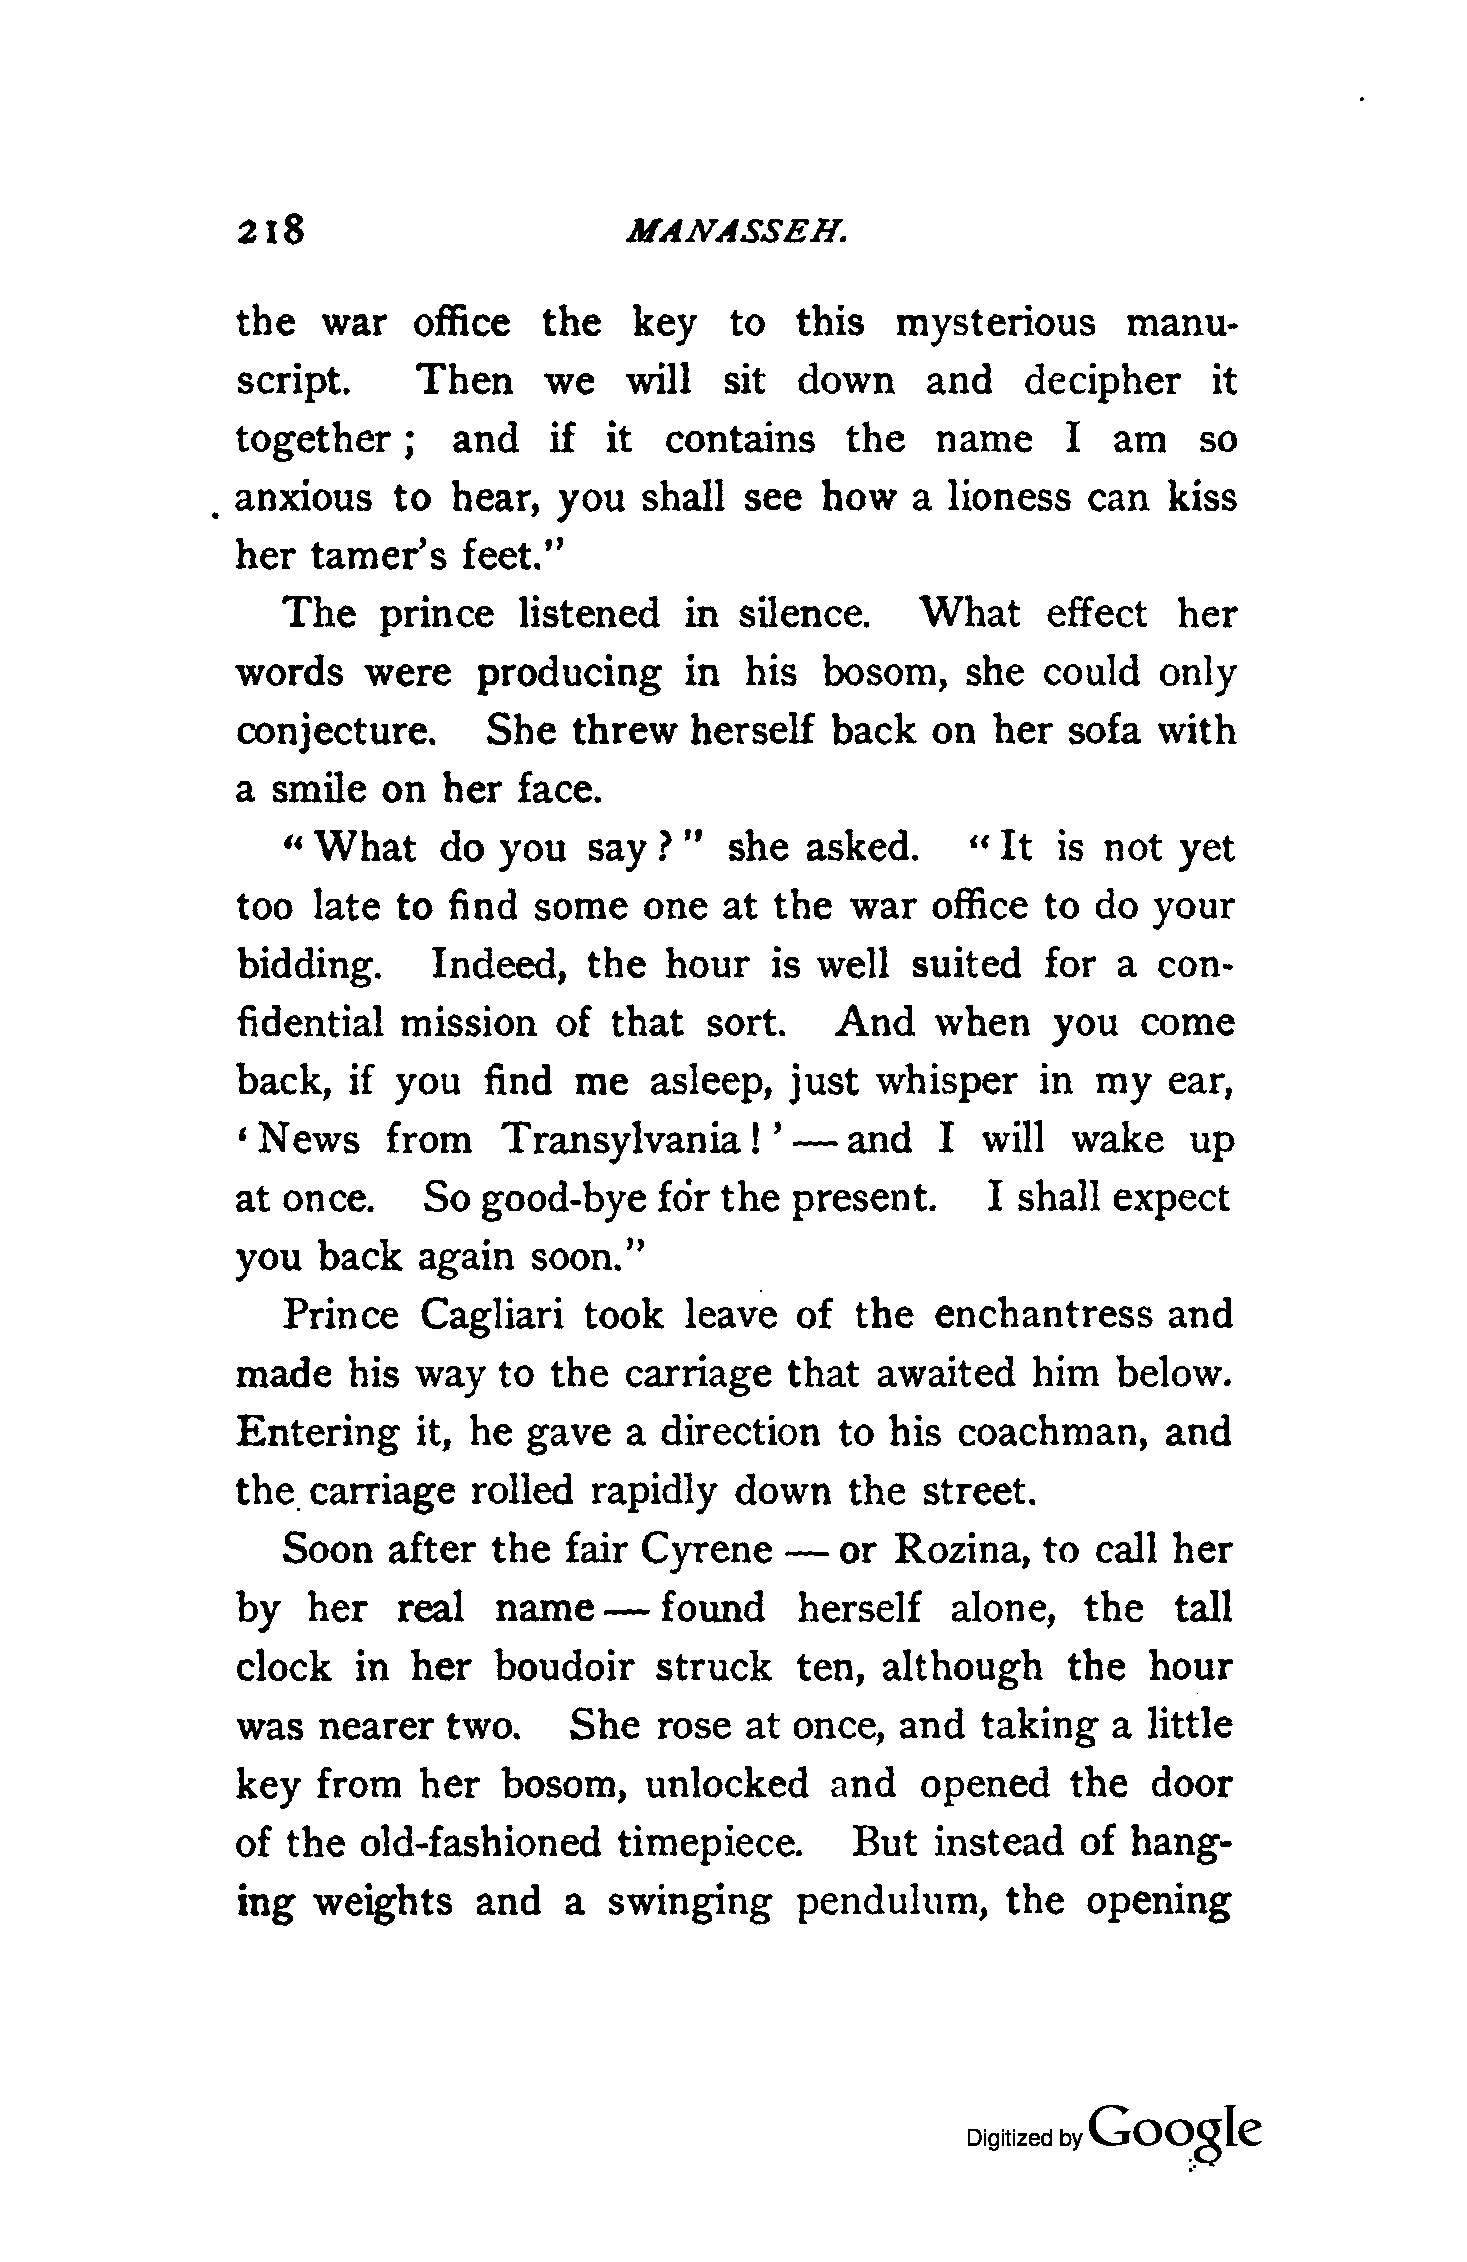 218 MANASSEH.
the war office the key to this mysterious manu-
script. Then we will sit down and decipher it
together ; and if it contains the name I am so
anxious to hear, you shall see how a lioness can kiss
her tamer's feet."
The prince listened in silence. What effect her
words were producing in his bosom, she could only
conjecture. She threw herself back on her sofa with
a smile on her face.
" What do you say ? " she asked. " It is not yet
too late to find some one at the war office to do your
bidding. Indeed, the hour is well suited for a con-
fidential mission of that sort. And when you come
back, if you find me asleep, just whisper in my ear,
' News from Transylvania ! ' — and I will wake up
at once. So good-bye for the present. I shall expect
you back again soon."
Prince Cagliari took leave of the enchantress and
made his way to the carriage that awaited him below.
Entering it, he gave a direction to his coachman, and
the carriage rolled rapidly down the street.
Soon after the fair Cyrene — or Rozina, to call her
by her real name — found herself alone, the tall
clock in her boudoir struck ten, although the hour
was nearer two. She rose at once, and taking a little
key from her bosom, unlocked and opened the door
of the old-fashioned timepiece. But instead of hang-
ing weights and a swinging pendulum, the opening
Digitized by Google